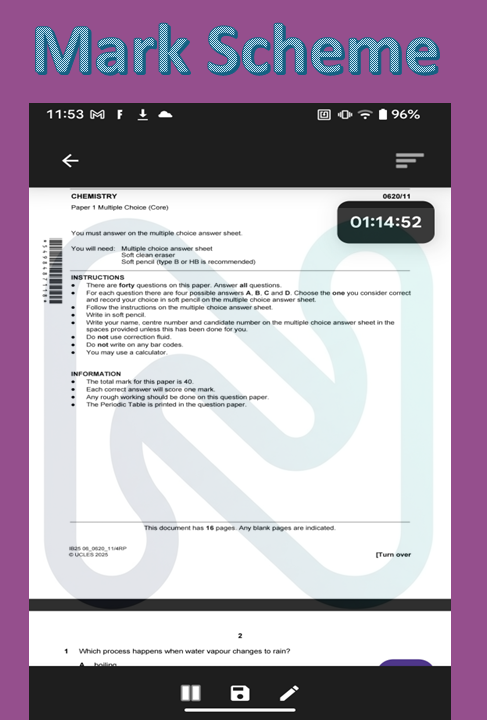 Mark Scheme
11:53 M F 96%
CHEMISTRY 0620/11
Paper 1 Multiple Choice (Core)
01:14:52
You must answer on the multiple choice answer sheet.
You will need: Multiple choice answer sheet
Soft clean eraser
Soft pencil (type B or HB is recommended)
INSTRUCTIONS
• There are forty questions on this paper. Answer all questions.
• For each question there are four possible answers A, B, C and D. Choose the one you consider correct
and record your choice in soft pencil on the multiple choice answer sheet.
• Follow the instructions on the multiple choice answer sheet.
• Write in soft pencil.
• Write your name, centre number and candidate number on the multiple choice answer sheet in the
spaces provided unless this has been done for you.
• Do not use correction fluid.
• Do not write on any bar codes.
• You may use a calculator.
INFORMATION
• The total mark for this paper is 40.
• Each correct answer will score one mark.
• Any rough working should be done on this question paper.
• The Periodic Table is printed in the question paper.
This document has 16 pages. Any blank pages are indicated.
IB25 06_0620_11/4RP
© UCLES 2025
[Turn over
2
1 Which process happens when water vapour changes to rain?
A boiling